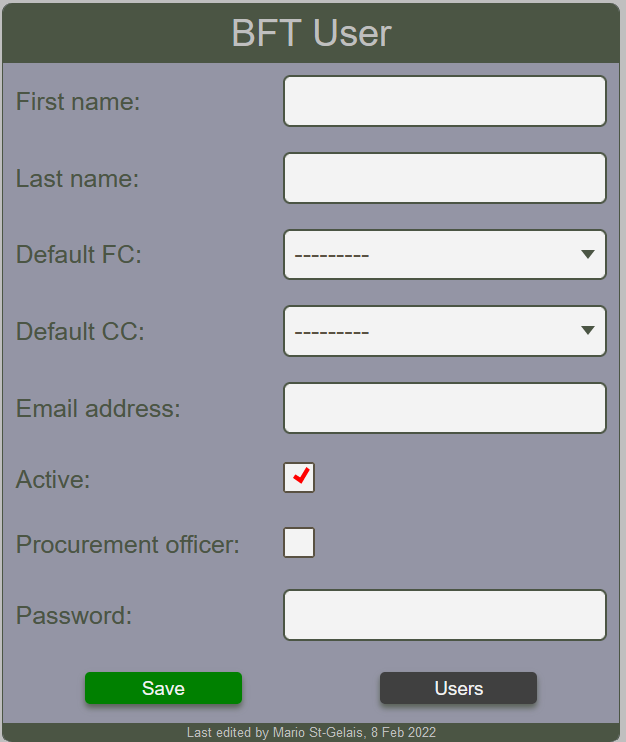 BFT User
First name:
Last name:
Default FC:
---------
Default CC:
---------
Email address:
Active:
Procurement officer:
Password:
Save
Users
Last edited by Mario St-Gelais, 8 Feb 2022